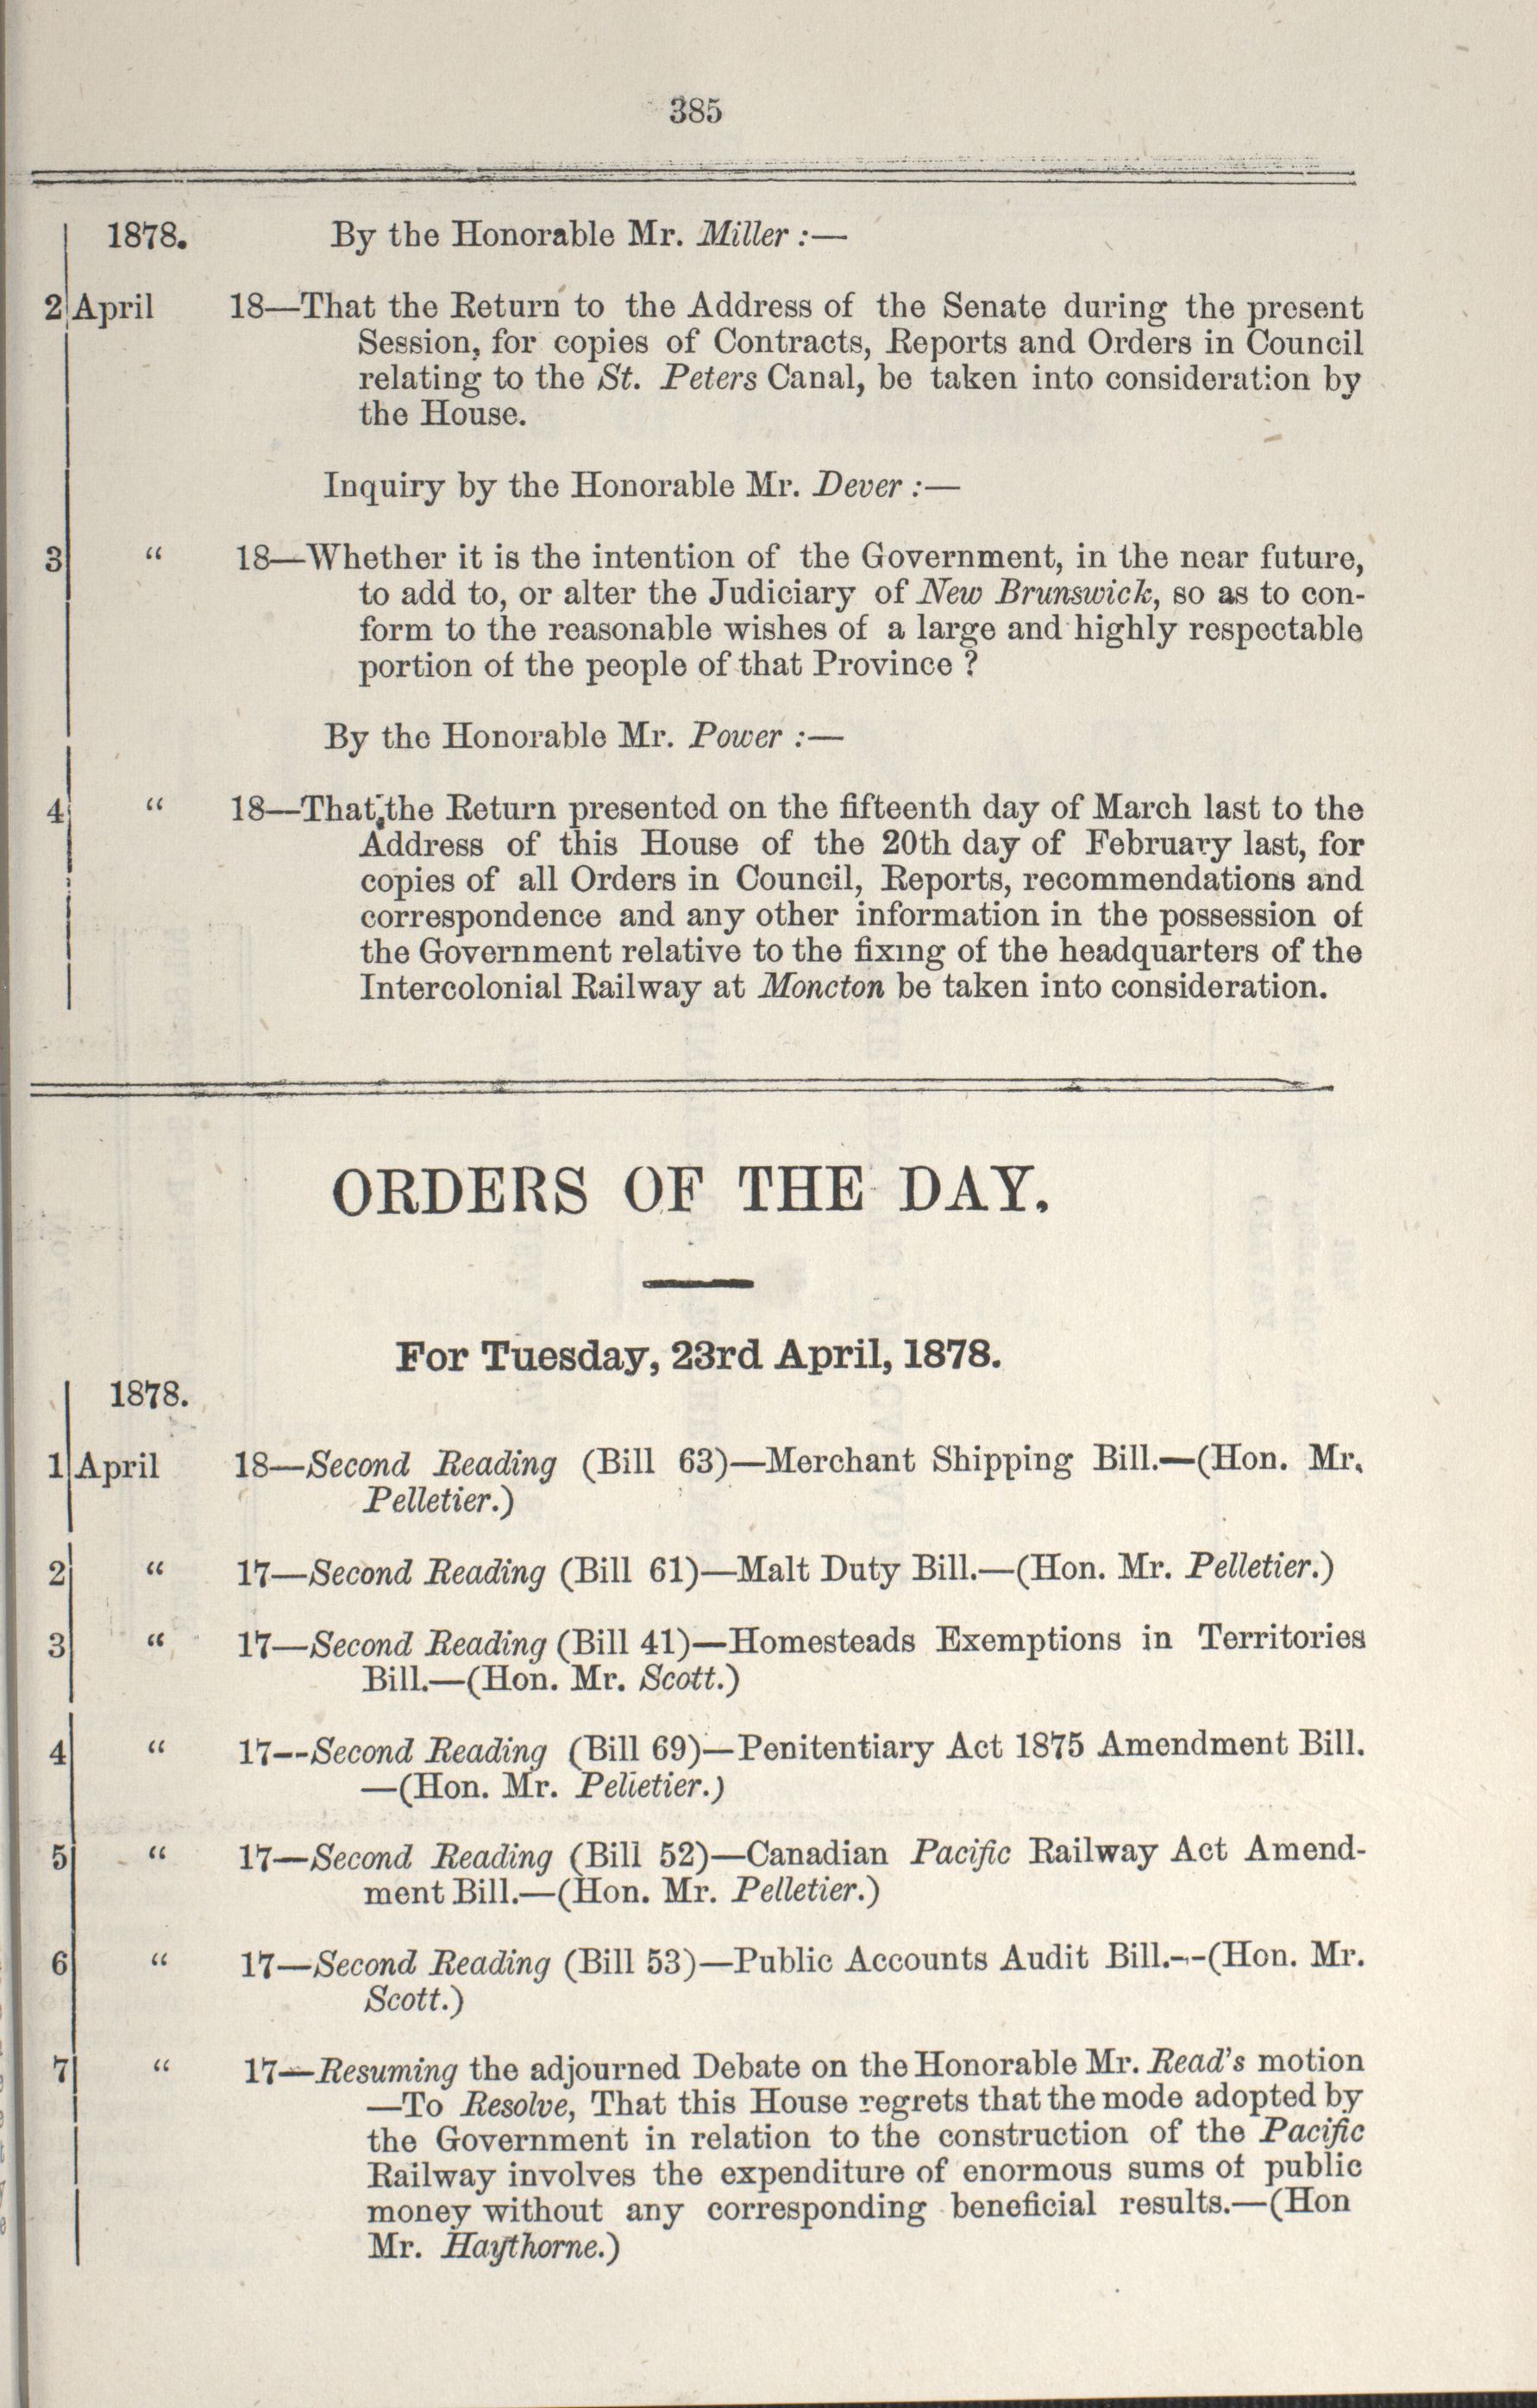 385
1878. By the Honorable Mr. Miller :—
2 April 18—That the Return to the Address of the Senate during the present
Session, for copies of Contracts, Reports and Orders in Council
relating to the St. Peters Canal, be taken into consideration by
the House.
Inquiry by the Honorable Mr. Dever :—
3 “ 18—Whether it is the intention of the Government, in the near future,
to add to, or alter the Judiciary of New Brunswick, so as to con-
form to the reasonable wishes of a large and highly respectable
portion of the people of that Province ?
By the Honorable Mr. Power :—
4 “ 18—That the Return presented on the fifteenth day of March last to the
Address of this House of the 20th day of February last, for
copies of all Orders in Council, Reports, recommendations and
correspondence and any other information in the possession of
the Government relative to the fixing of the headquarters of the
Intercolonial Railway at Moncton be taken into consideration.
ORDERS OF THE DAY.
For Tuesday, 23rd April, 1878.
1878.
1 April 18—Second Reading (Bill 63)—Merchant Shipping Bill.—(Hon. Mr.
Pelletier.)
2 “ 17—Second Reading (Bill 61)—Malt Duty Bill.—(Hon. Mr. Pelletier.)
3 “ 17—Second Reading (Bill 41)—Homesteads Exemptions in Territories
Bill.—(Hon. Mr. Scott.)
4 “ 17--Second Reading (Bill 69)—Penitentiary Act 1875 Amendment Bill.
—(Hon. Mr. Pelletier.)
5 “ 17—Second Reading (Bill 52)—Canadian Pacific Railway Act Amend-
ment Bill.—(Hon. Mr. Pelletier.)
6 “ 17—Second Reading (Bill 53)—Public Accounts Audit Bill.--(Hon. Mr.
Scott.)
7 “ 17—Resuming the adjourned Debate on the Honorable Mr. Read's motion
—To Resolve, That this House regrets that the mode adopted by
the Government in relation to the construction of the Pacific
Railway involves the expenditure of enormous sums of public
money without any corresponding beneficial results.—(Hon
Mr. Haythorne.)